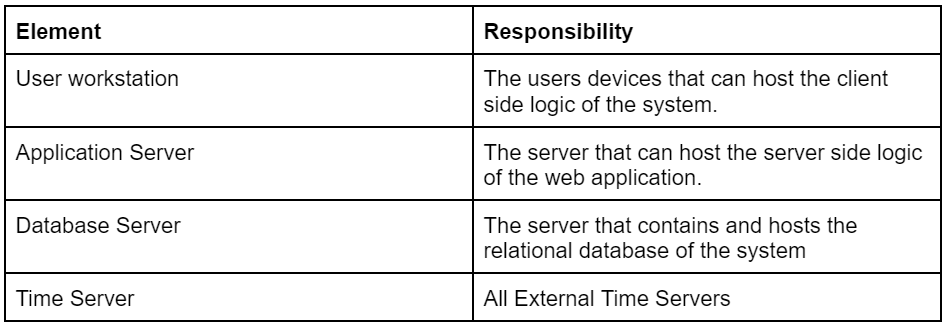 Element
Responsibility
User workstation
The users devices that can host the client
side logic of the system.
Application Server
The server that can host the server side logic
of the web application.
Database Server
The server that contains and hosts the
relational database of the system
Time Server
All External Time Servers